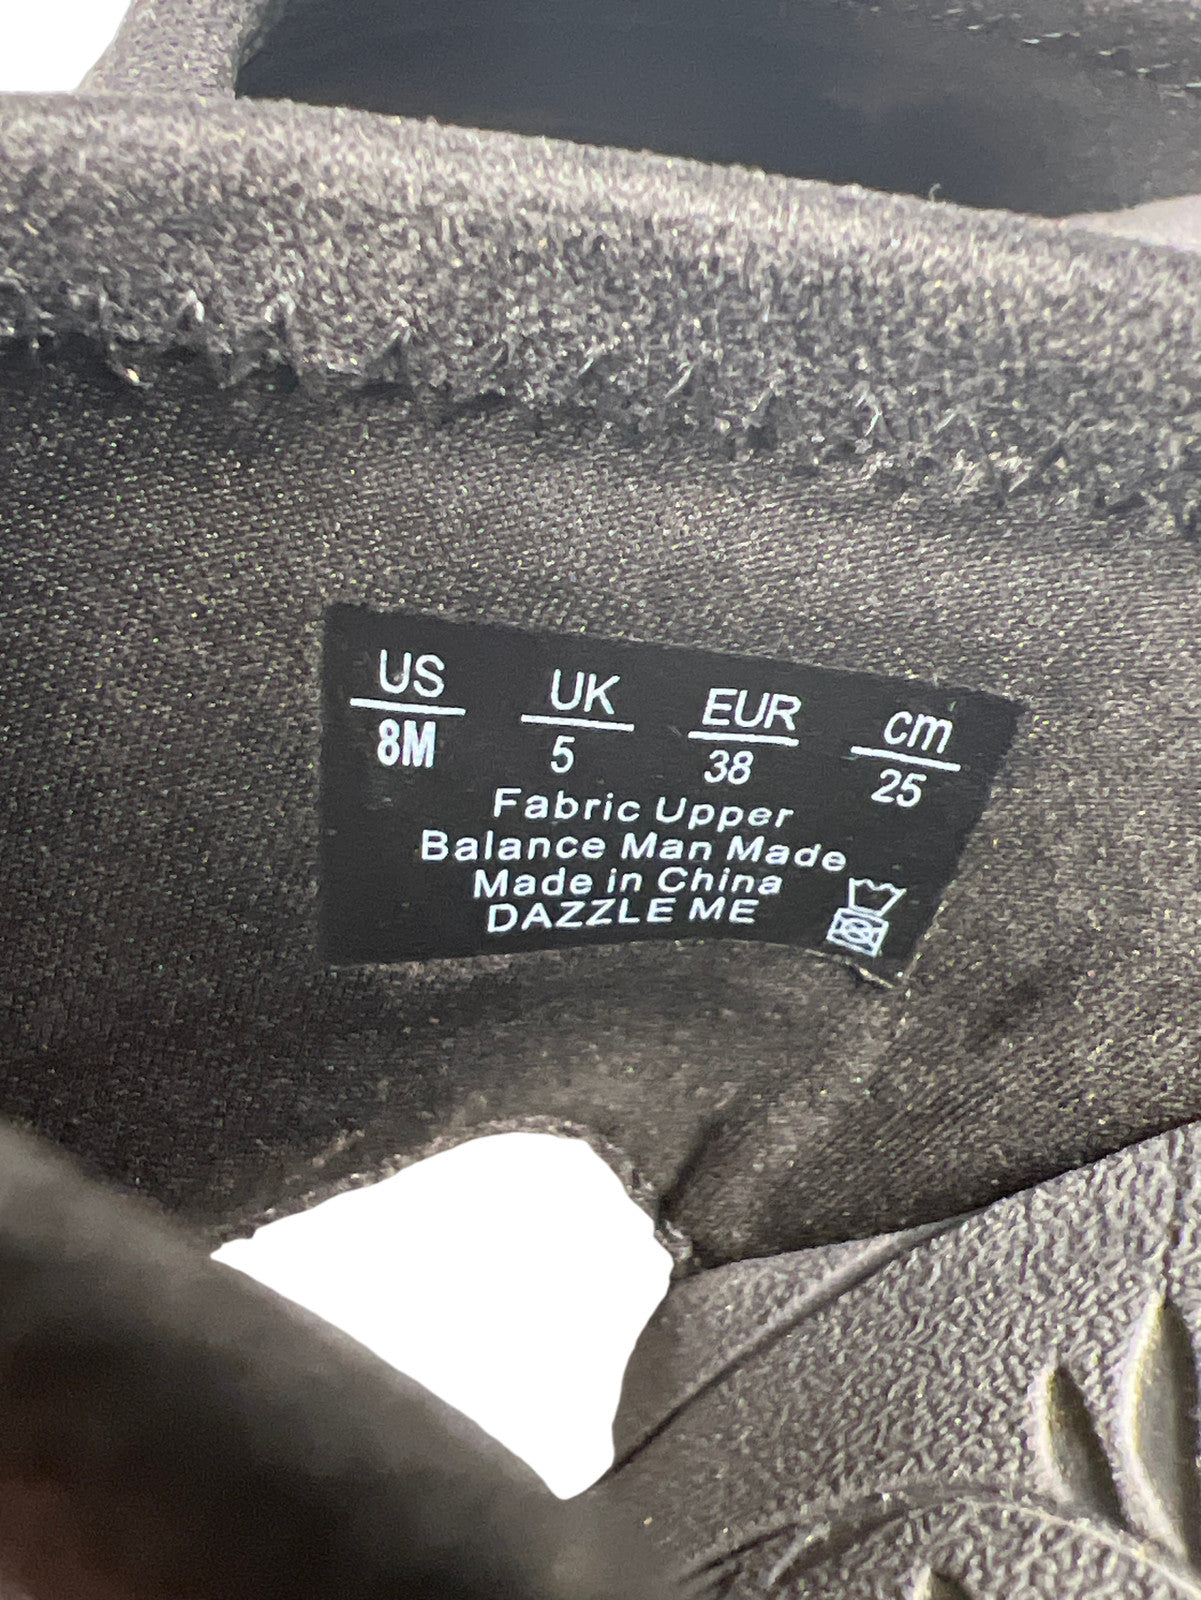 US UK EUR cm
8M 5 38 25
Fabric Upper
Balance Man Made
Made in China
DAZZLE ME